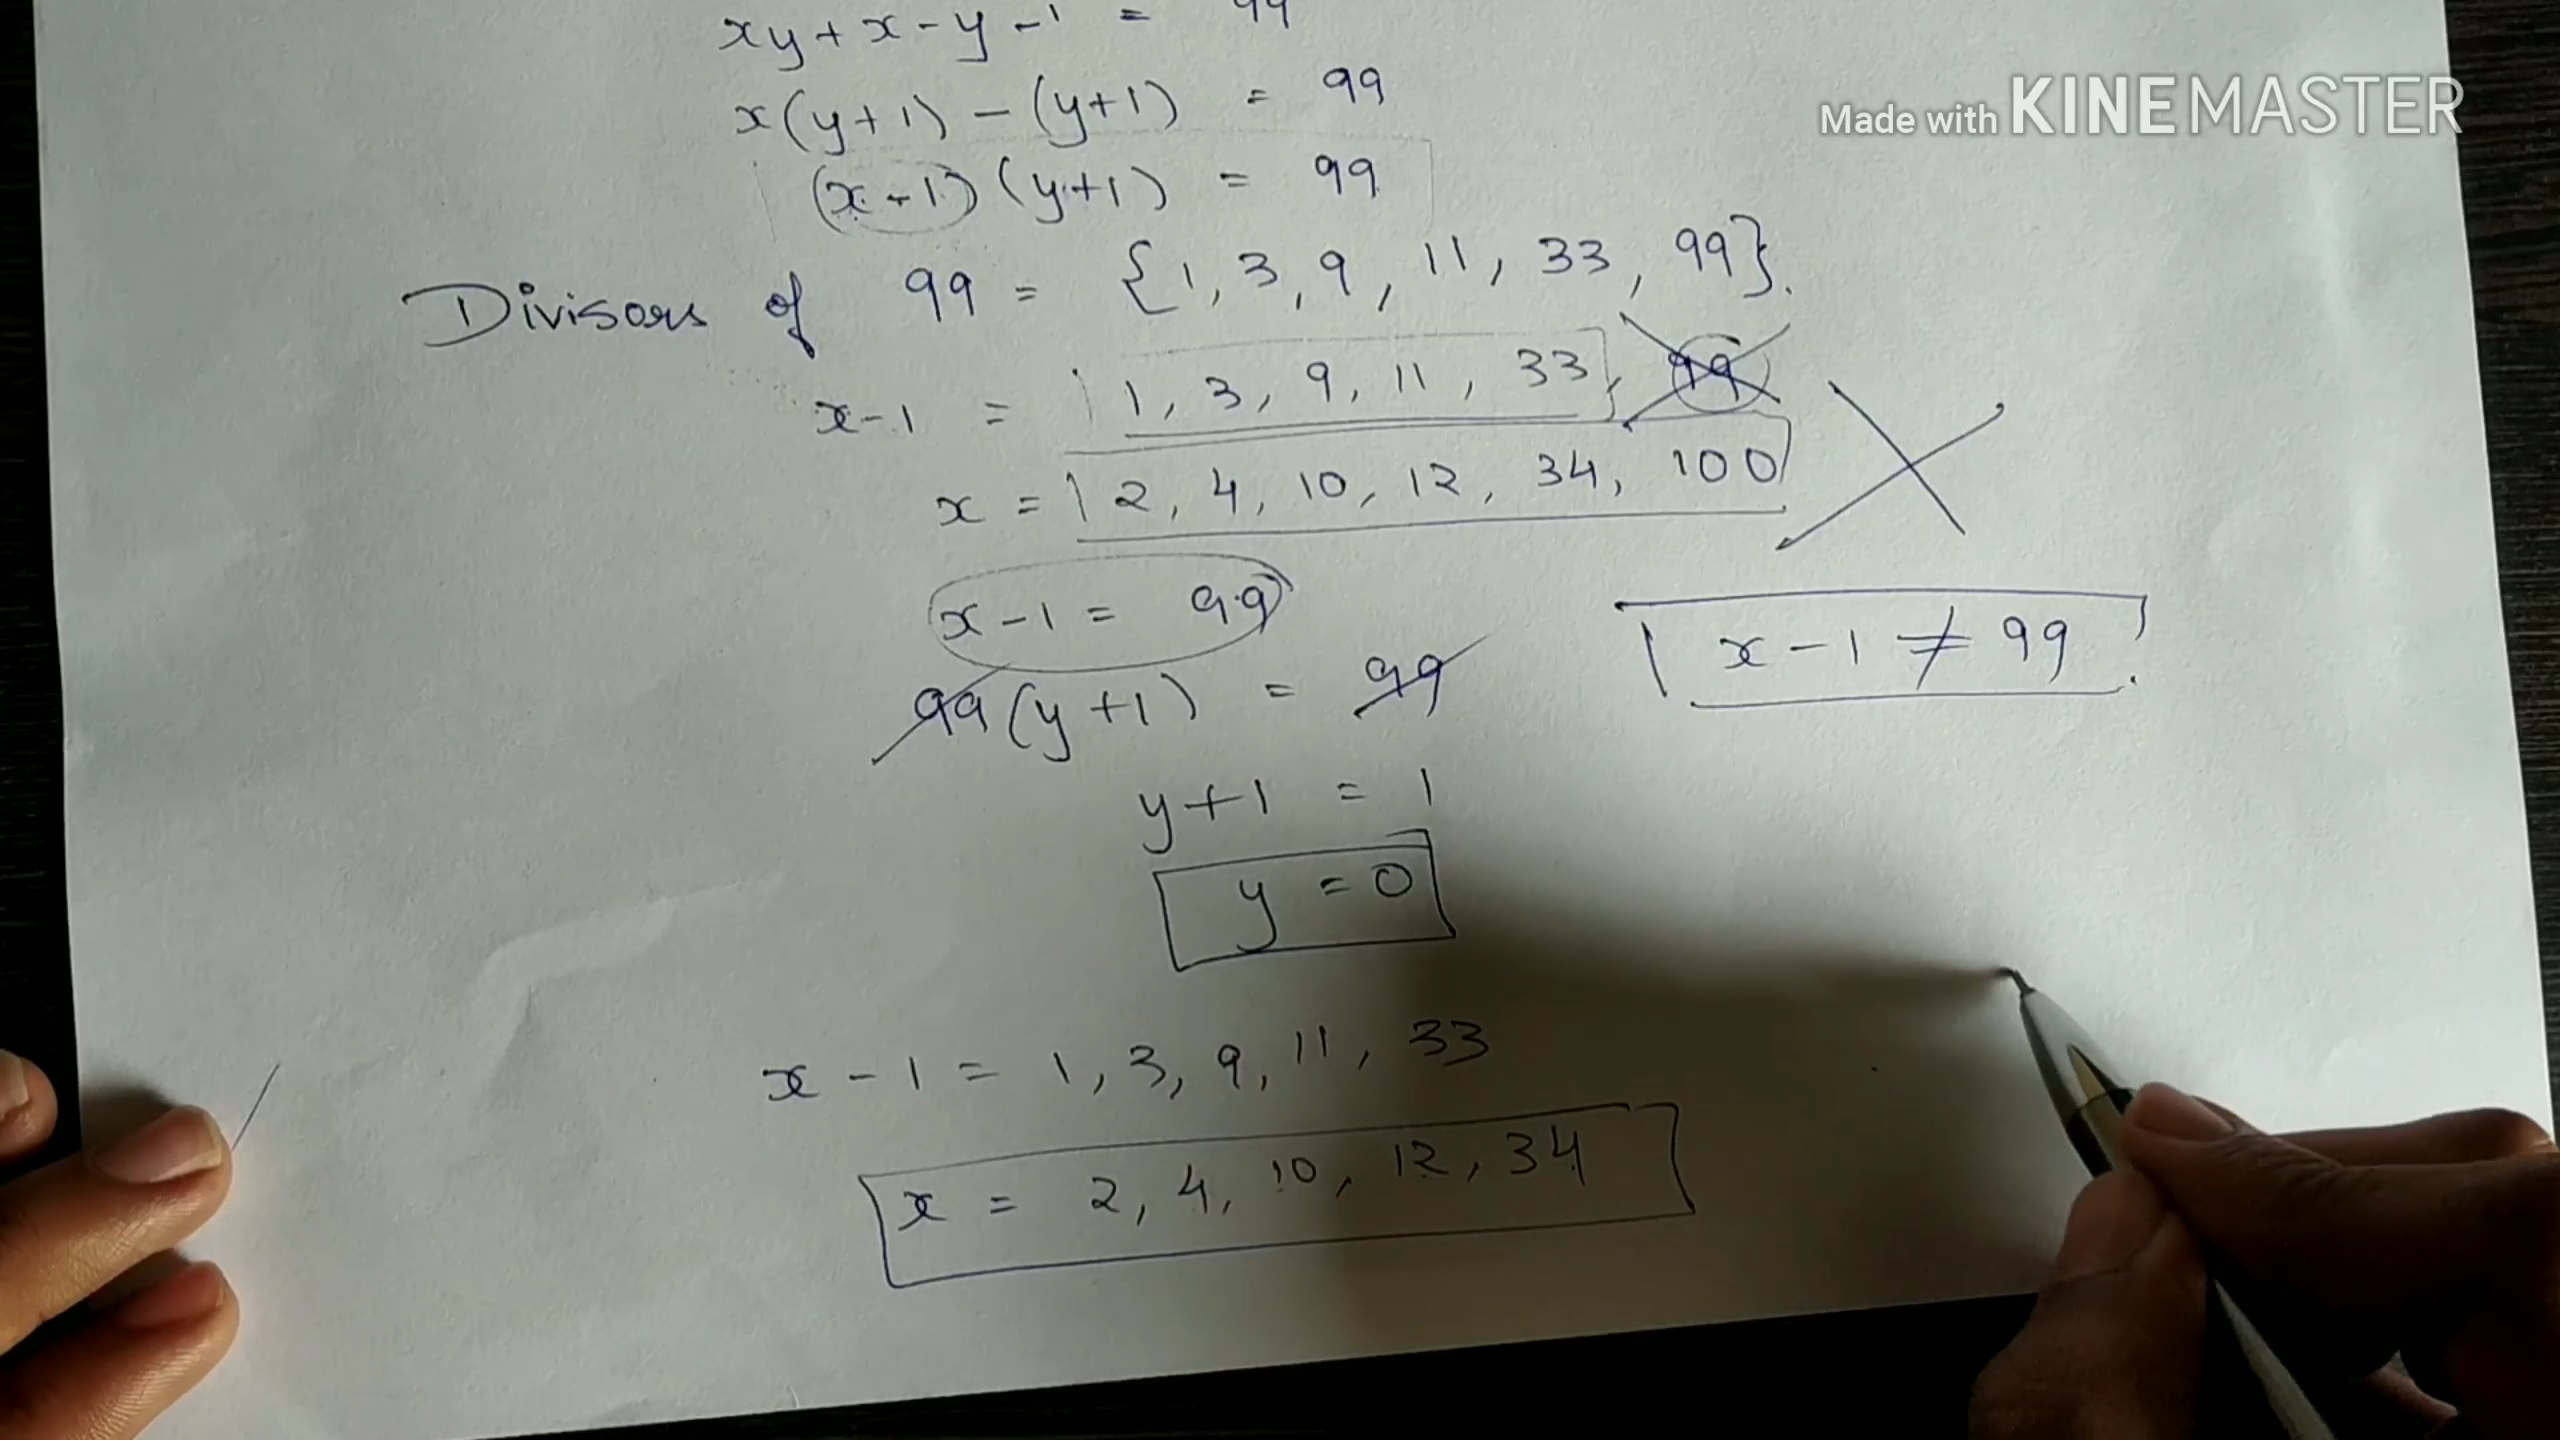 xy + x - y - 1 = 99
Made with KINEMASTER
x(y+1) - (y+1) = 99
(x-1)(y+1) = 99
Divisors of 99 = {1, 3, 9, 11, 33, 99}.
x-1 = 1, 3, 9, 11, 33, 99
x = 2, 4, 10, 12, 34, 100
x-1 = 99
x-1 ≠ 99
99(y+1) = 99
y+1 = 1
y = 0
x - 1 = 1, 3, 9, 11, 33
x = 2, 4, 10, 12, 34